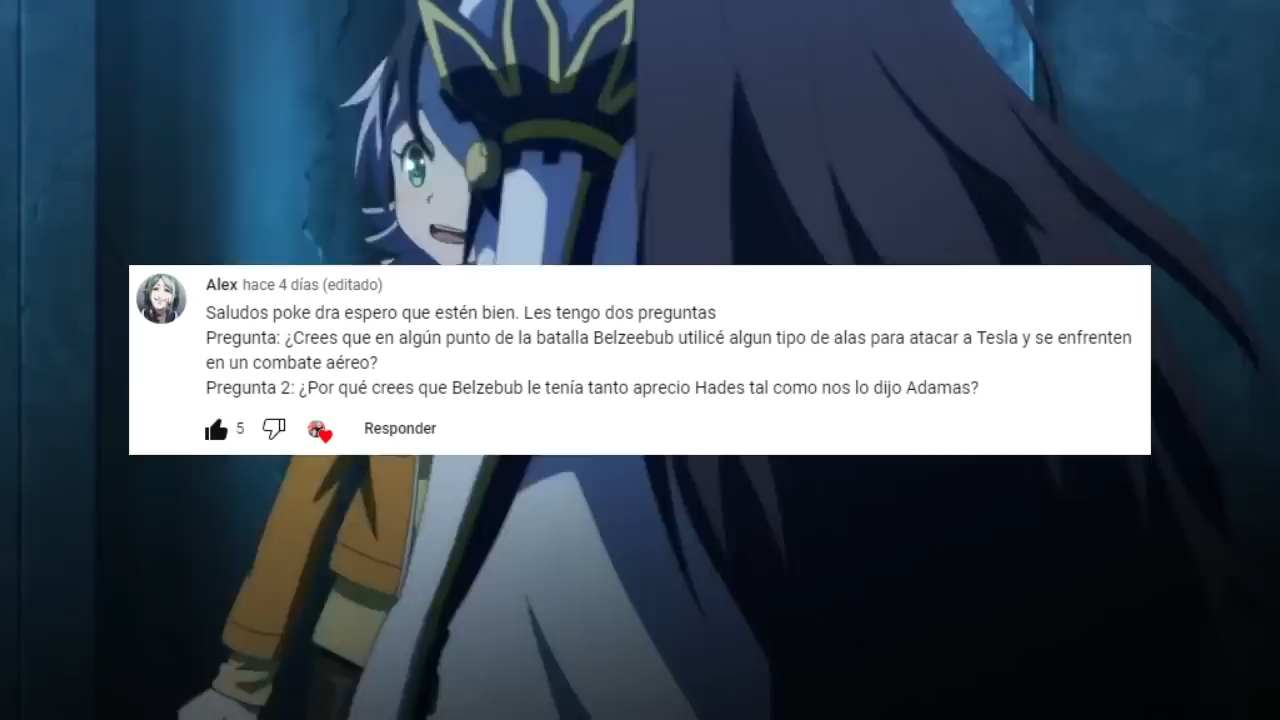 Alex hace 4 días (editado)
Saludos poke dra espero que estén bien. Les tengo dos preguntas
Pregunta: ¿Crees que en algún punto de la batalla Belzeebub utilicé algun tipo de alas para atacar a Tesla y se enfrenten
en un combate aéreo?
Pregunta 2: ¿Por qué crees que Belzebub le tenía tanto aprecio Hades tal como nos lo dijo Adamas?
5 Responder